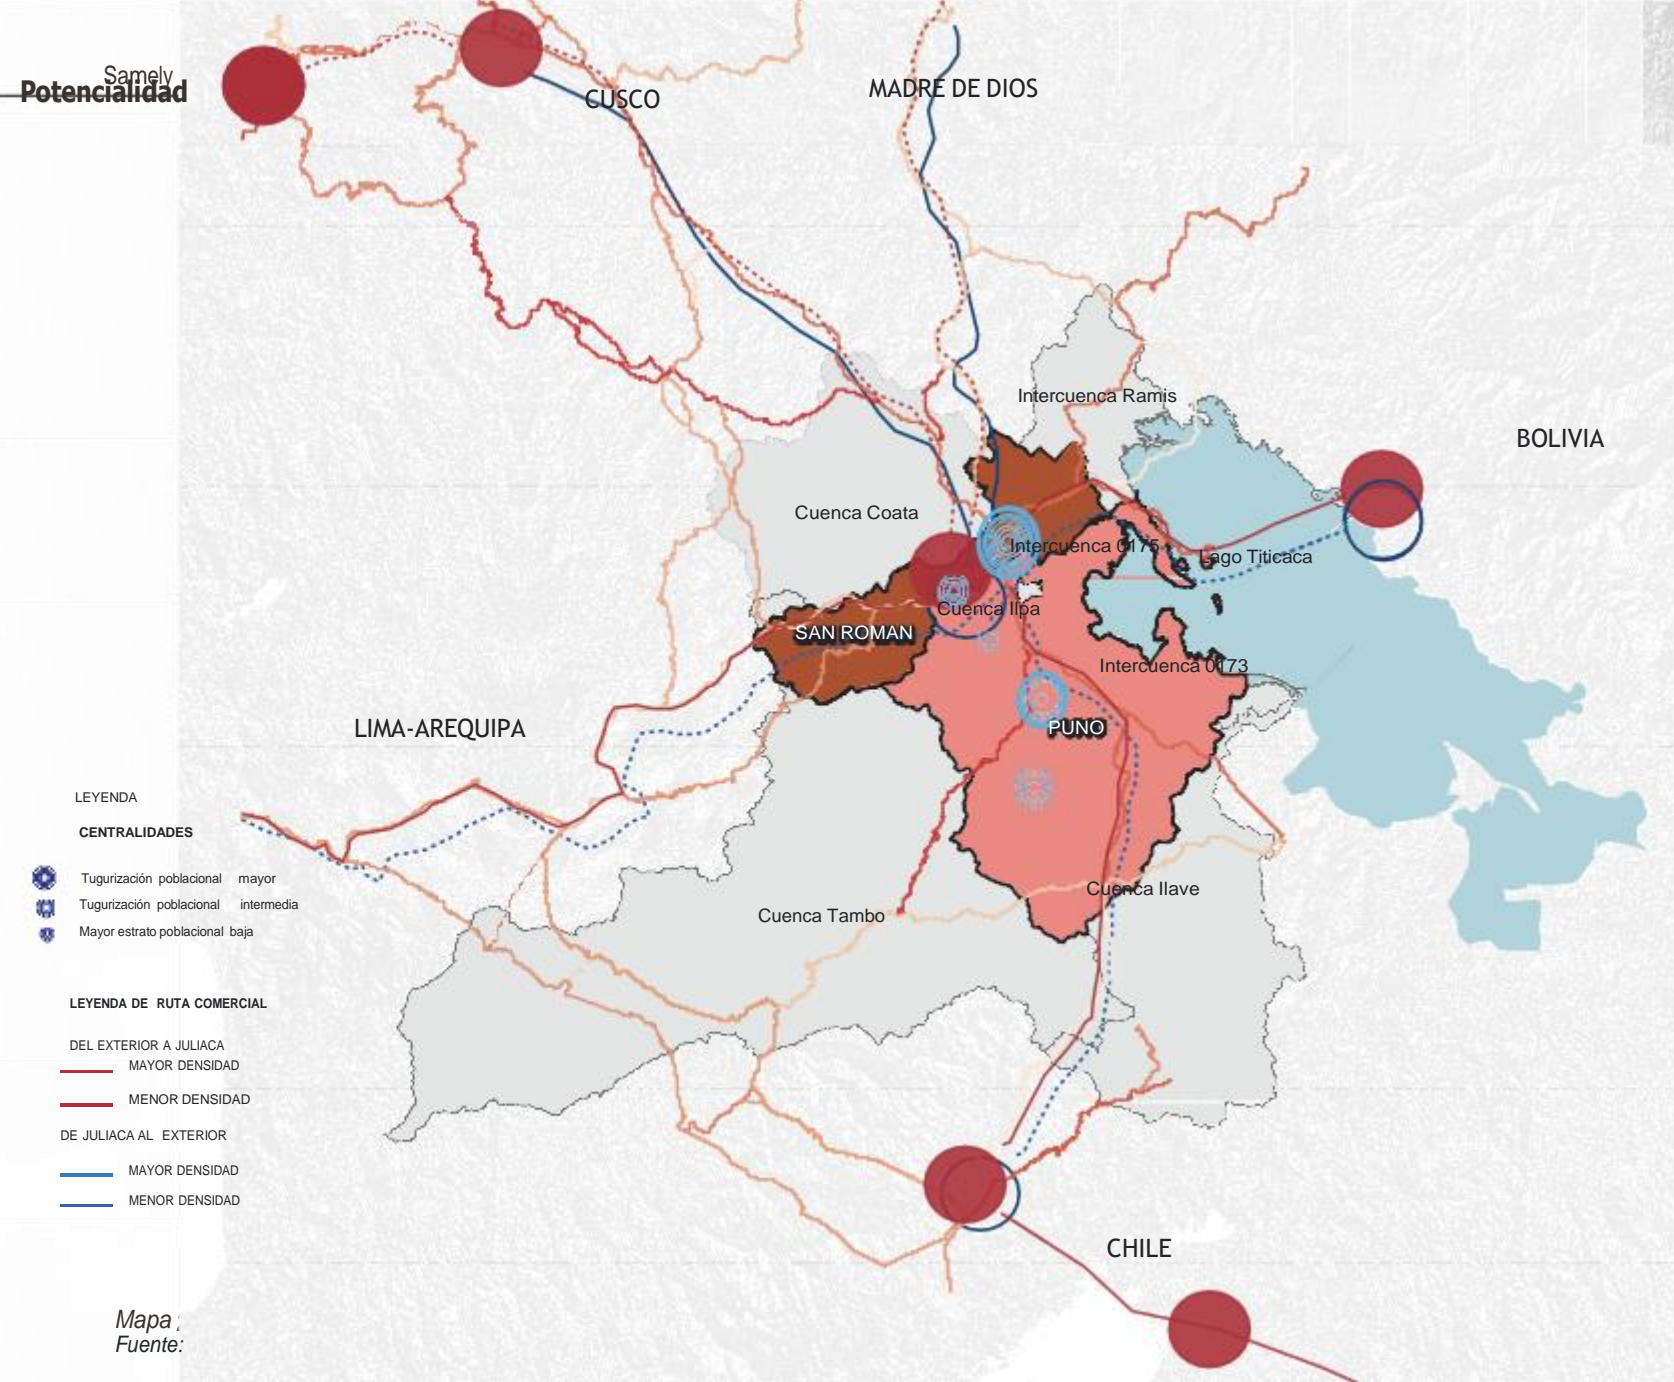 Samely
Potencialidad
CUSCO
MADRE DE DIOS
Intercuenca Ramis
BOLIVIA
Cuenca Coata
Intercuenca 0175
Lago Titicaca
Cuenca Ilpa
SAN ROMAN
Intercuenca 0173
LIMA-AREQUIPA
PUNO
LEYENDA
CENTRALIDADES
Tugurización poblacional mayor
Tugurización poblacional intermedia
Mayor estrato poblacional baja
Cuenca Ilave
Cuenca Tambo
LEYENDA DE RUTA COMERCIAL
DEL EXTERIOR A JULIACA
MAYOR DENSIDAD
MENOR DENSIDAD
DE JULIACA AL EXTERIOR
MAYOR DENSIDAD
MENOR DENSIDAD
CHILE
Mapa ;
Fuente: